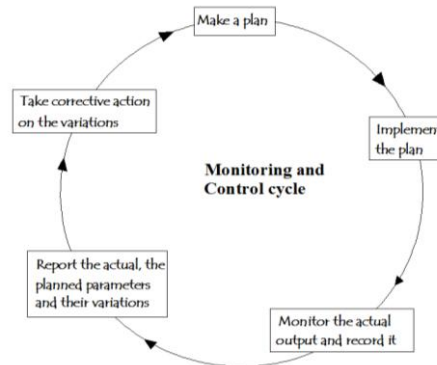 Make a plan
Implement
the plan
Monitor the actual
output and record it
Report the actual, the
planned parameters
and their variations
Take corrective action
on the variations
Monitoring and
Control cycle